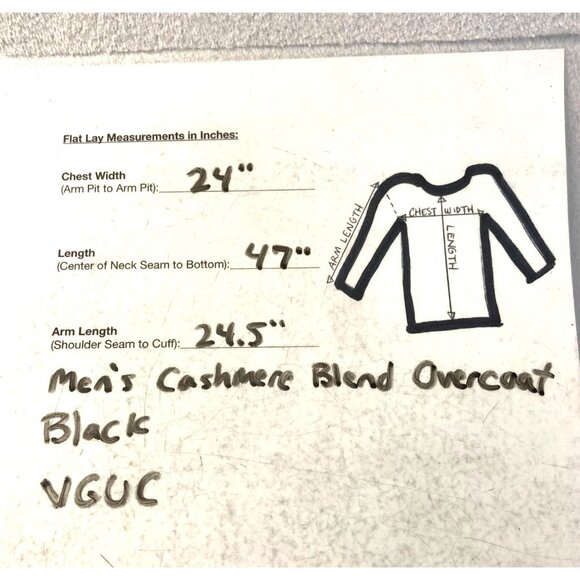 Flat Lay Measurements in Inches:
Chest Width
(Arm Pit to Arm Pit): 24"
Length
(Center of Neck Seam to Bottom): 47"
Arm Length
(Shoulder Seam to Cuff): 24.5"
Men's Cashmere Blend Overcoat
Black
VGUC
ARM LENGTH
CHEST WIDTH
LENGTH